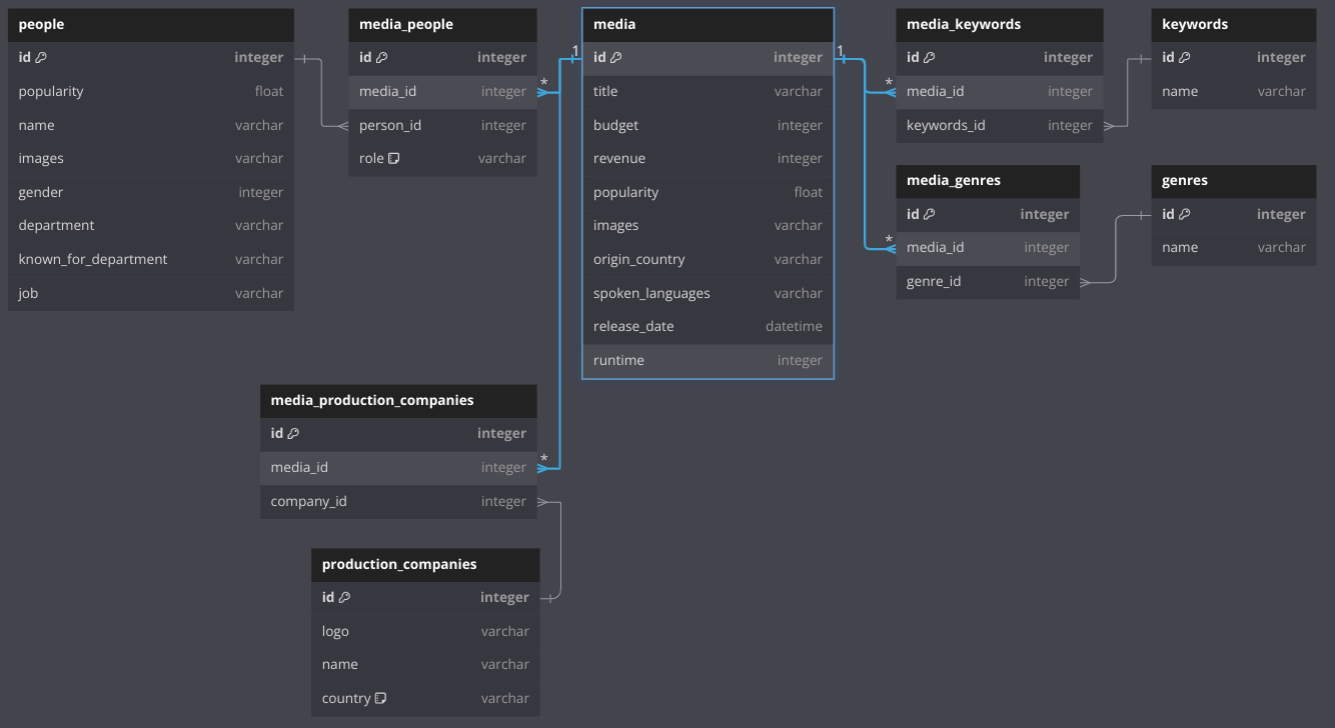 people
id integer
popularity float
name varchar
images varchar
gender integer
department varchar
known_for_department varchar
job varchar
media_people
id integer
media_id integer
person_id integer
role varchar
media
id integer
title varchar
budget integer
revenue integer
popularity float
images varchar
origin_country varchar
spoken_languages varchar
release_date datetime
runtime integer
media_keywords
id integer
media_id integer
keywords_id integer
keywords
id integer
name varchar
media_genres
id integer
media_id integer
genre_id integer
genres
id integer
name varchar
media_production_companies
id integer
media_id integer
company_id integer
production_companies
id integer
logo varchar
name varchar
country varchar
1
*
1
*
*
*